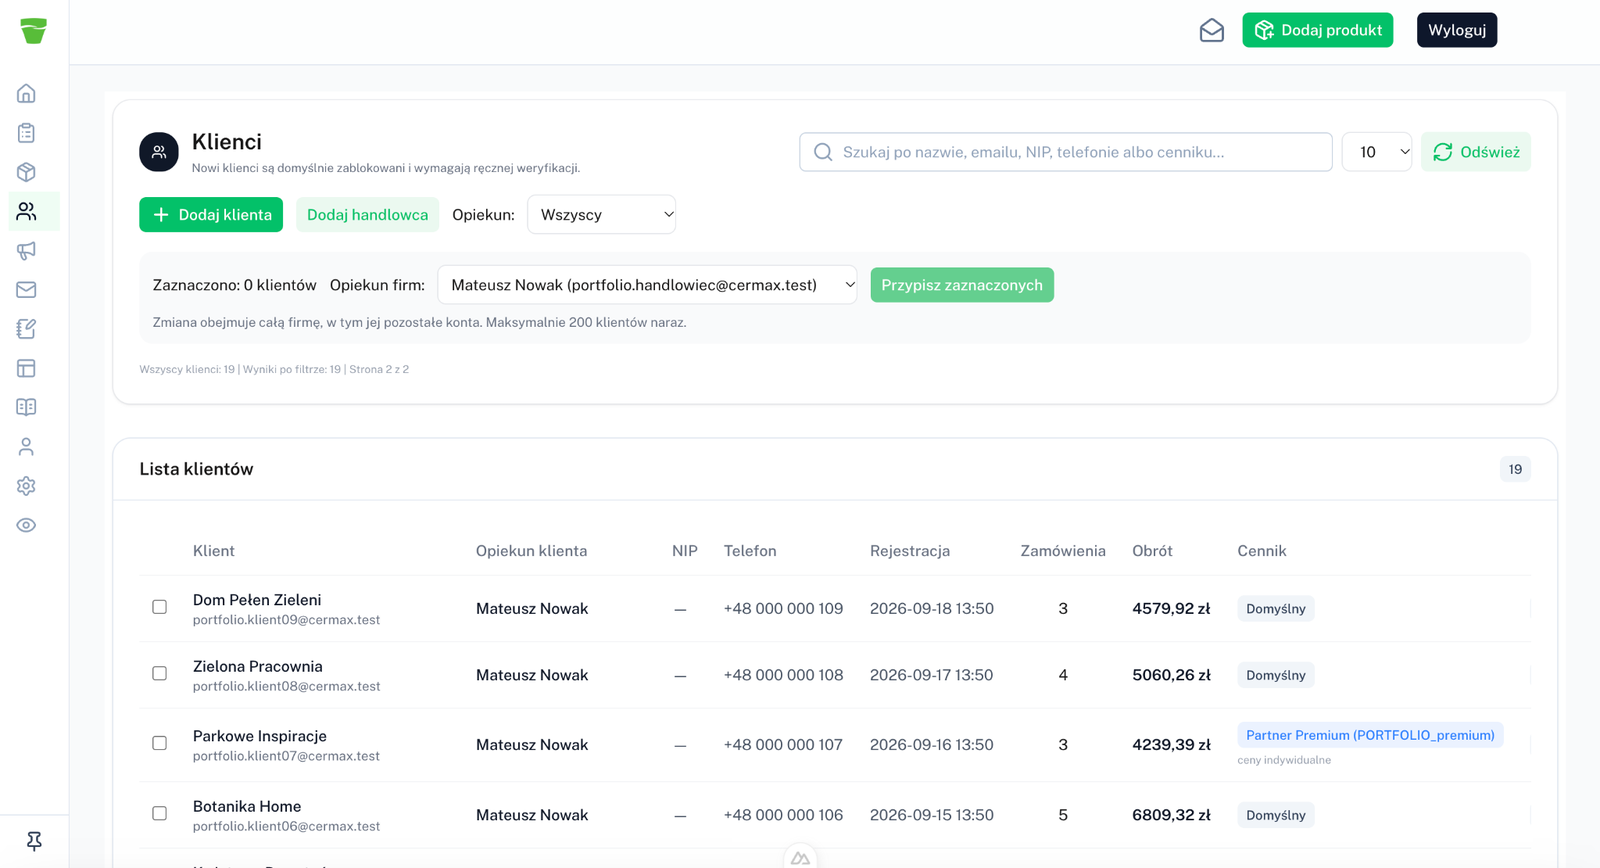 Dodaj produkt
Wyloguj
Klienci
Nowi klienci są domyślnie zablokowani i wymagają ręcznej weryfikacji.
Szukaj po nazwie, emailu, NIP, telefonie albo cenniku...
10
Odśwież
Dodaj klienta
Dodaj handlowca
Opiekun:
Wszyscy
Zaznaczono: 0 klientów
Opiekun firm:
Mateusz Nowak (portfolio.handlowiec@cermax.test)
Przypisz zaznaczonych
Zmiana obejmuje całą firmę, w tym jej pozostałe konta. Maksymalnie 200 klientów naraz.
Wszyscy klienci: 19 | Wyniki po filtrze: 19 | Strona 2 z 2
Lista klientów
19
Klient Opiekun klienta NIP Telefon Rejestracja Zamówienia Obrót Cennik
Dom Pełen Zieleni
portfolio.klient09@cermax.test
Mateusz Nowak — +48 000 000 109 2026-09-18 13:50 3 4579,92 zł Domyślny
Zielona Pracownia
portfolio.klient08@cermax.test
Mateusz Nowak — +48 000 000 108 2026-09-17 13:50 4 5060,26 zł Domyślny
Parkowe Inspiracje
portfolio.klient07@cermax.test
Mateusz Nowak — +48 000 000 107 2026-09-16 13:50 3 4239,39 zł Partner Premium (PORTFOLIO_premium)
ceny indywidualne
Botanika Home
portfolio.klient06@cermax.test
Mateusz Nowak — +48 000 000 106 2026-09-15 13:50 5 6809,32 zł Domyślny